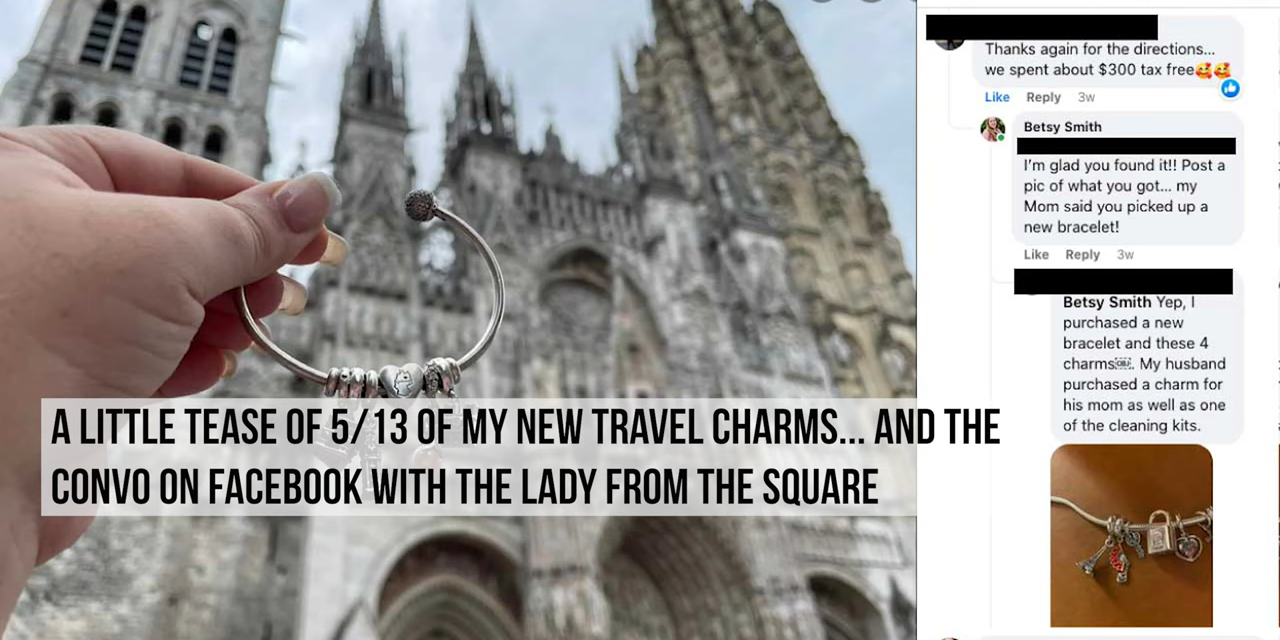 A LITTLE TEASE OF 5/13 OF MY NEW TRAVEL CHARMS... AND THE
CONVO ON FACEBOOK WITH THE LADY FROM THE SQUARE
Thanks again for the directions...
we spent about $300 tax free🥰🥰
Like Reply 3w
Betsy Smith
I'm glad you found it!! Post a
pic of what you got... my
Mom said you picked up a
new bracelet!
Like Reply 3w
Betsy Smith Yep, I
purchased a new
bracelet and these 4
charms￼. My husband
purchased a charm for
his mom as well as one
of the cleaning kits.